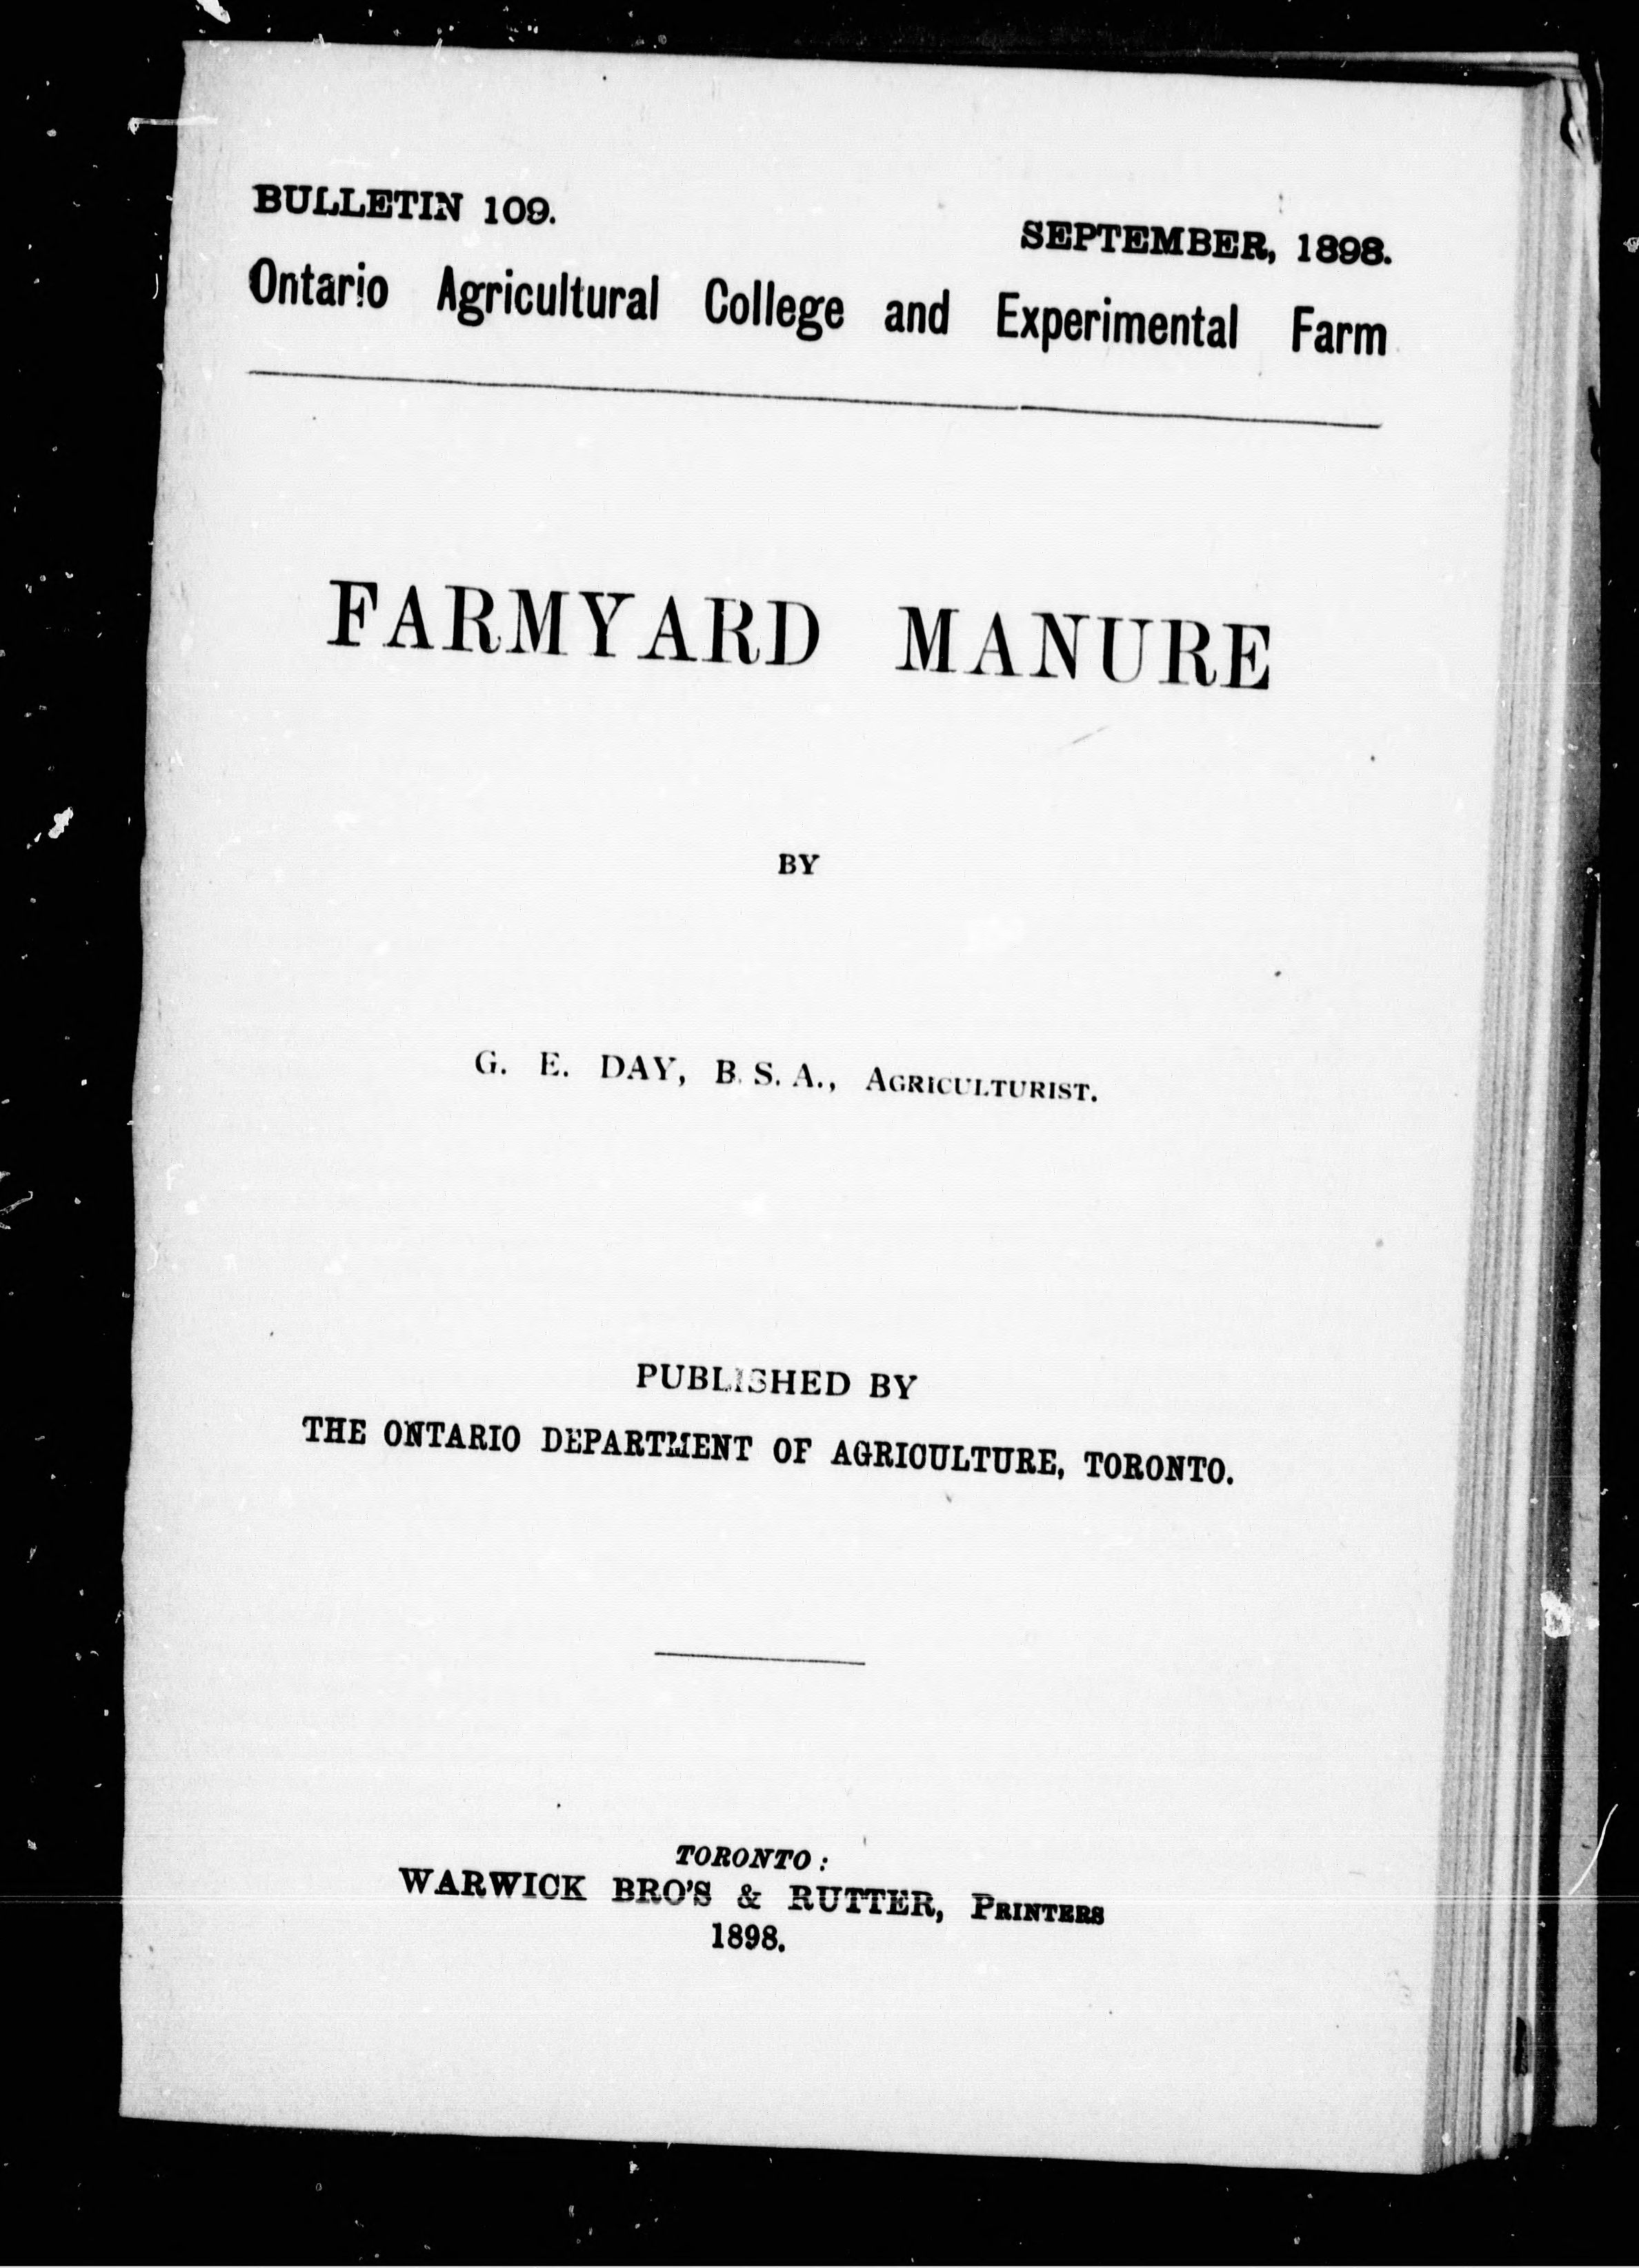 BULLETIN 109.
SEPTEMBER, 1898.
Ontario Agricultural College and Experimental Farm
FARMYARD MANURE
BY
G. E. DAY, B. S. A., AGRICULTURIST.
PUBLISHED BY
THE ONTARIO DEPARTMENT OF AGRICULTURE, TORONTO.
TORONTO:
WARWICK BRO'S & RUTTER, PRINTERS
1898.